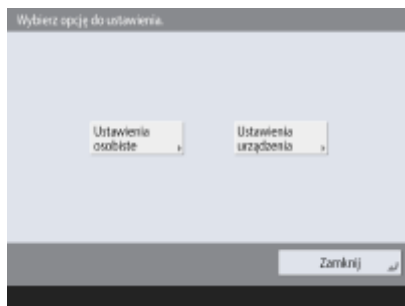 Wybierz opcję do ustawienia.
Ustawienia
osobiste
Ustawienia
urządzenia
Zamknij